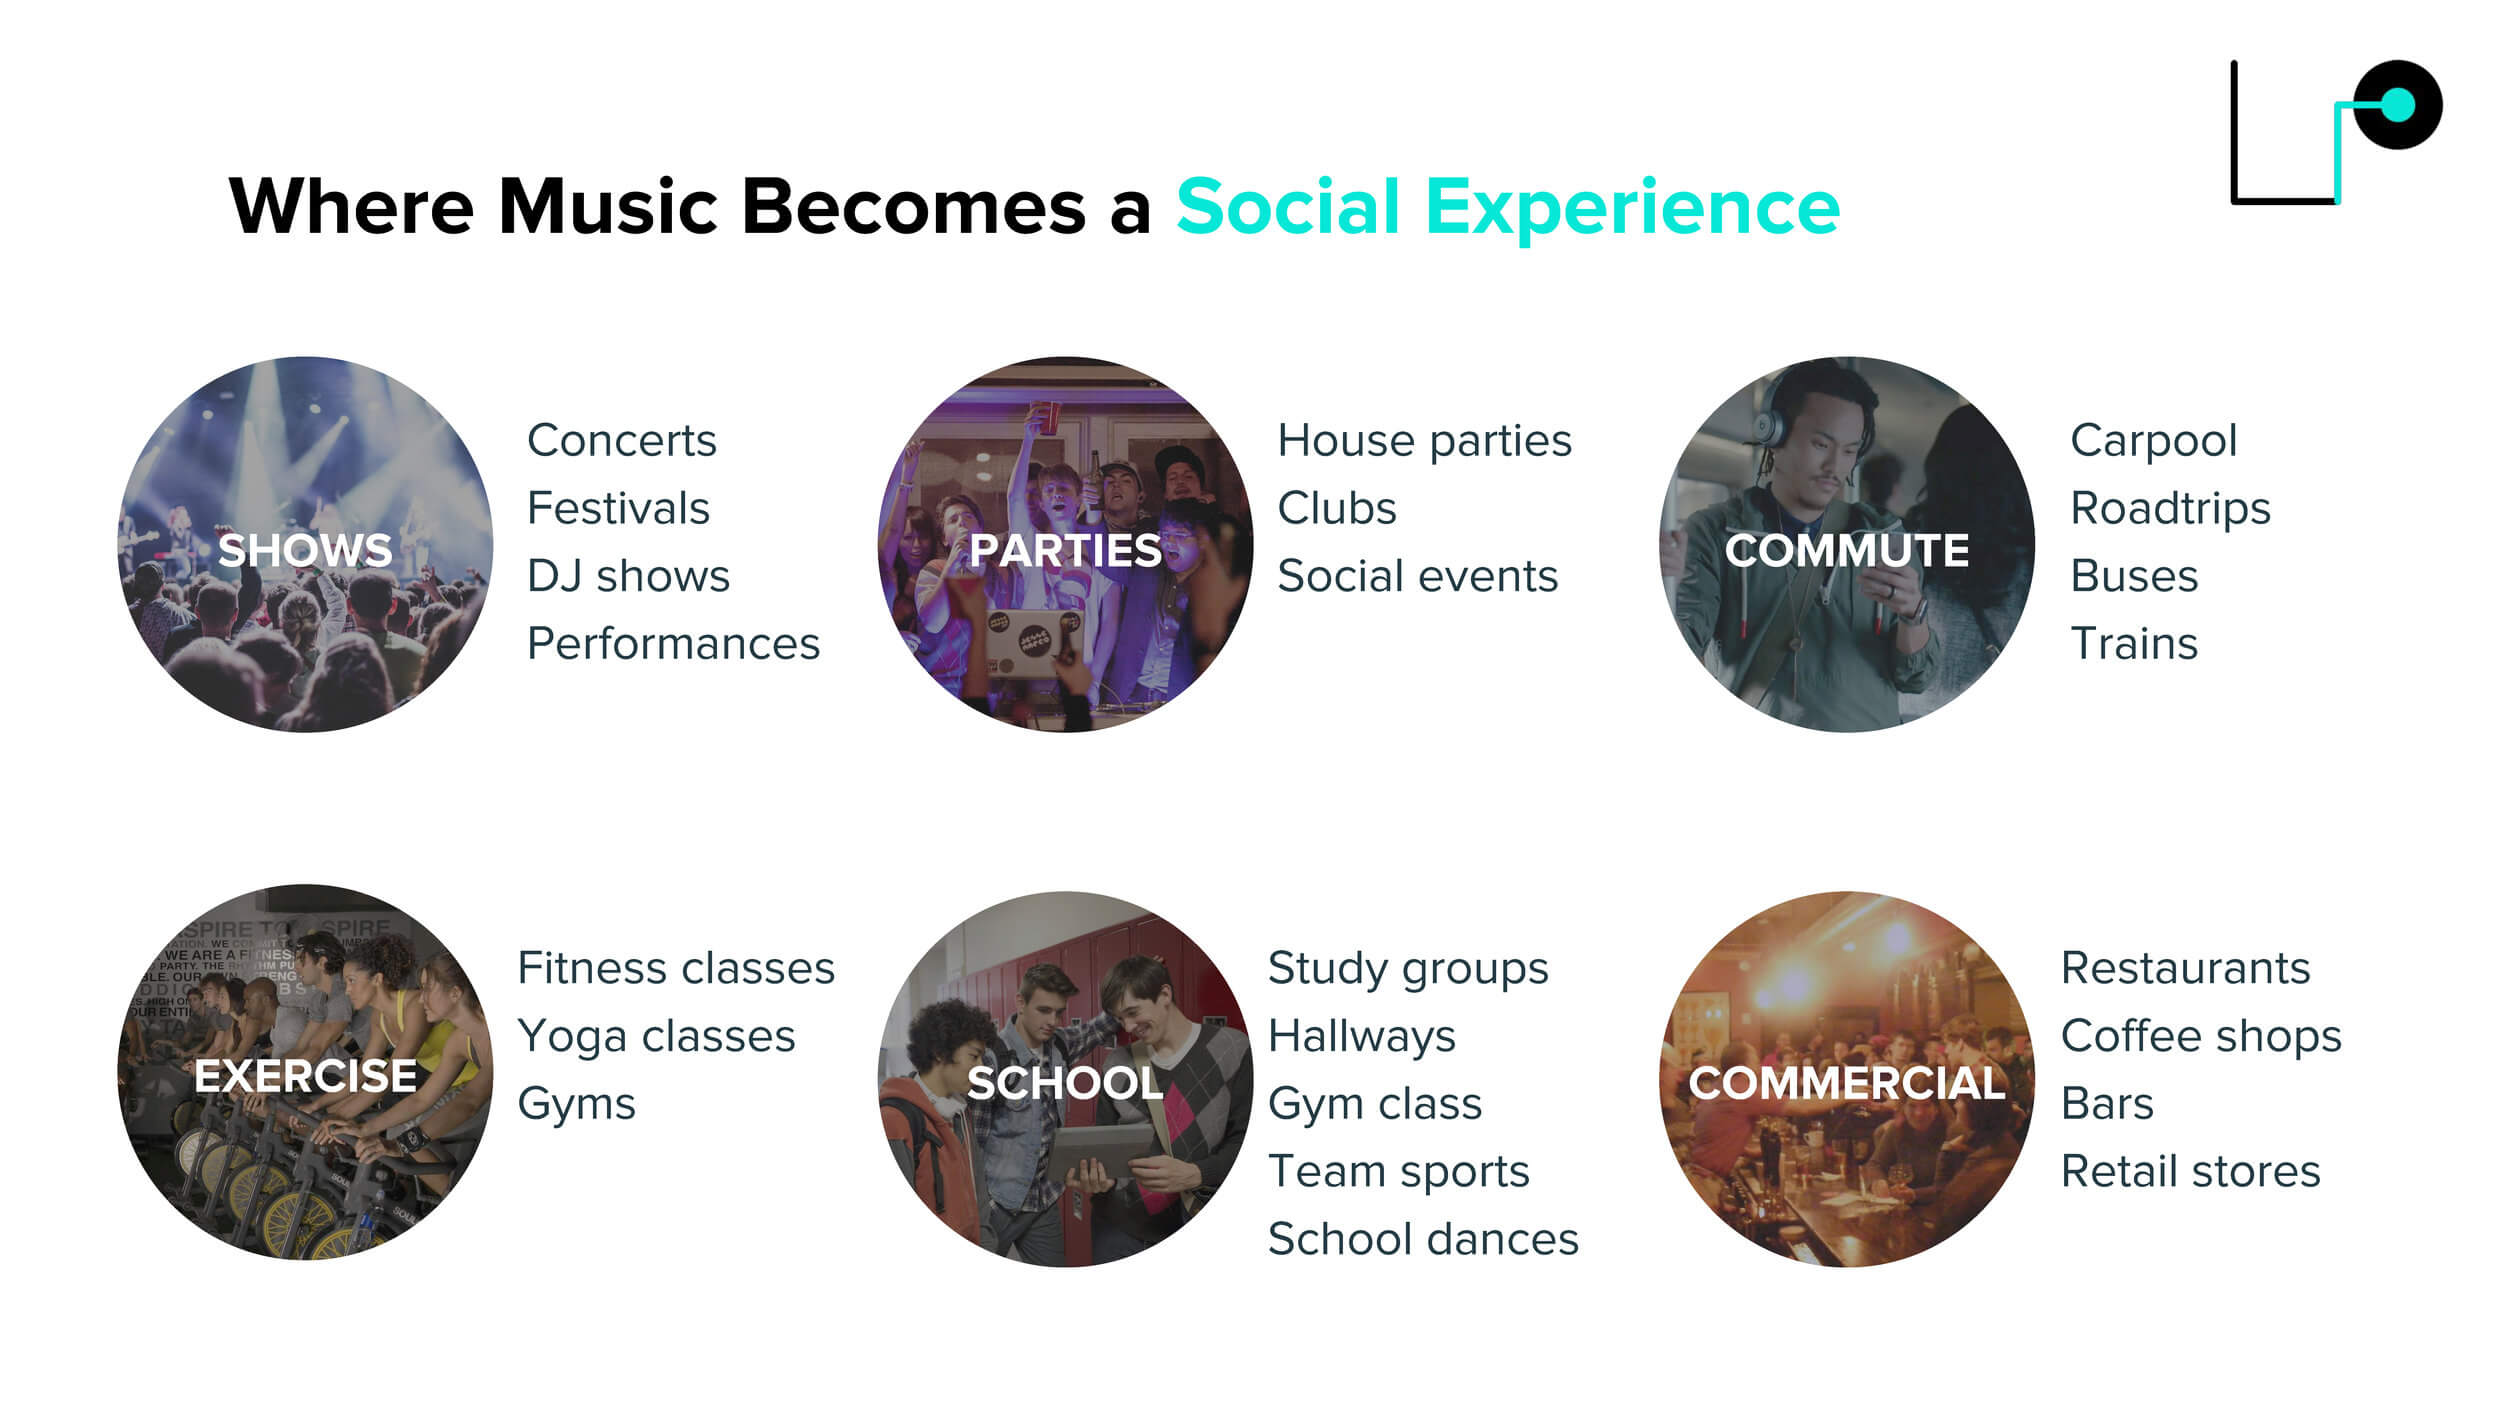 Where Music Becomes a Social Experience
SHOWS
Concerts
Festivals
DJ shows
Performances
PARTIES
House parties
Clubs
Social events
COMMUTE
Carpool
Roadtrips
Buses
Trains
EXERCISE
Fitness classes
Yoga classes
Gyms
SCHOOL
Study groups
Hallways
Gym class
Team sports
School dances
COMMERCIAL
Restaurants
Coffee shops
Bars
Retail stores